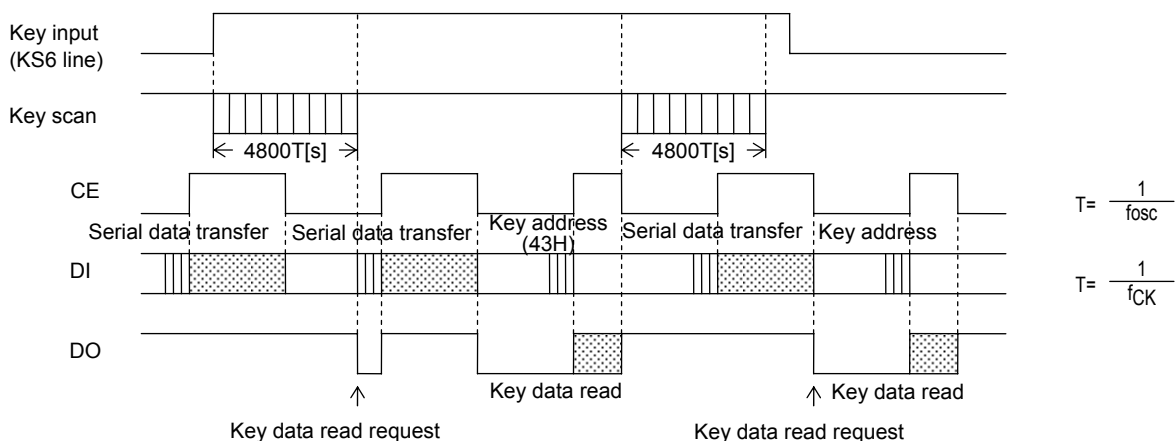 Key input
(KS6 line)
Key scan
4800T[s]
4800T[s]
CE
T= 1
fosc
Serial data transfer
Serial data transfer
Key address
(43H)
Serial data transfer
Key address
DI
T= 1
fCK
DO
Key data read
Key data read
Key data read request
Key data read request